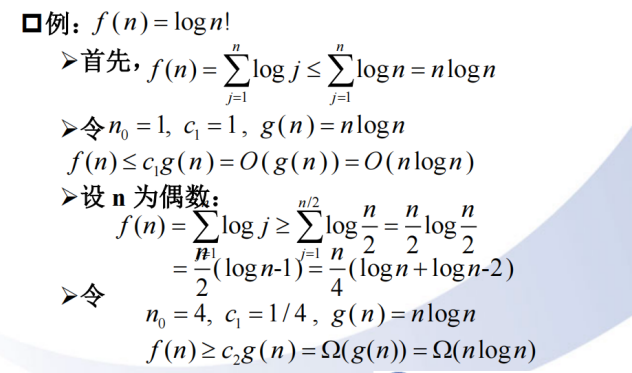 例：f(n) = log n!
首先，f(n) = ∑_{j=1}^{n} log j ≤ ∑_{j=1}^{n} log n = n log n
令 n₀ = 1, c₁ = 1, g(n) = n log n
f(n) ≤ c₁g(n) = O(g(n)) = O(n log n)
设 n 为偶数：
f(n) = ∑_{j=1}^{n} log j ≥ ∑_{j=1}^{n/2} log n/2 = n/2 log n/2
= n/2 (log n-1) = n/4 (log n + log n-2)
令
n₀ = 4, c₁ = 1/4, g(n) = n log n
f(n) ≥ c₂g(n) = Ω(g(n)) = Ω(n log n)